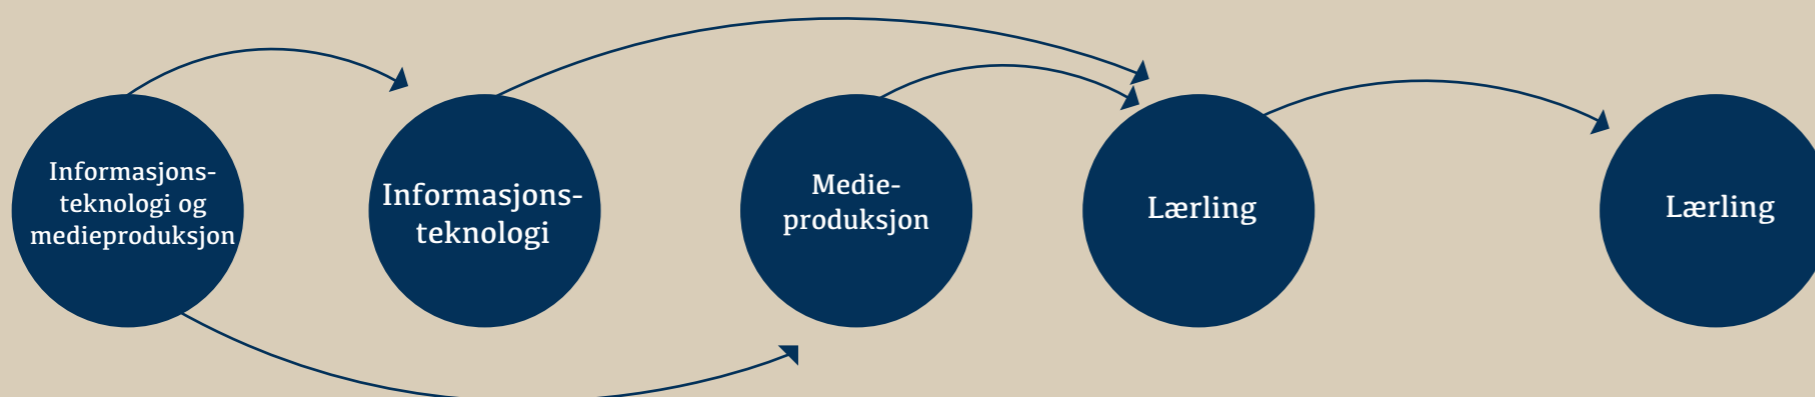 Informasjons-
teknologi og
medieproduksjon
Informasjons-
teknologi
Medie-
produksjon
Lærling
Lærling